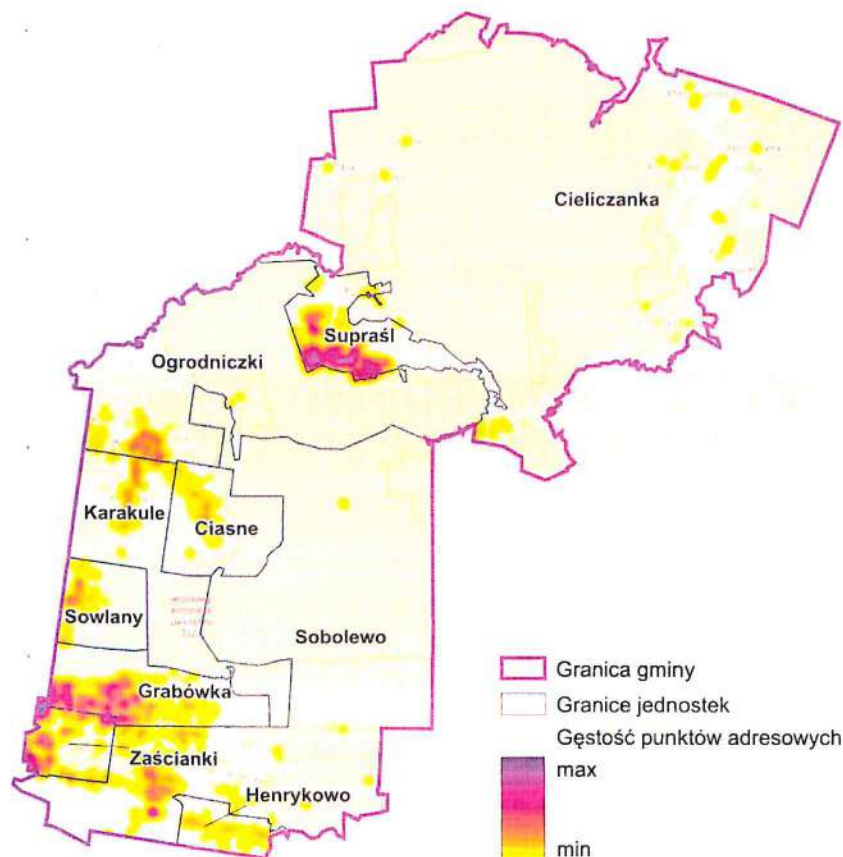 Cieliczanka
Supraśl
Ogrodniczki
Karakule
Ciasne
Sowlany
Sobolewo
Grabówka
Zaścianki
Henrykowo
Granica gminy
Granice jednostek
Gęstość punktów adresowych
max
min